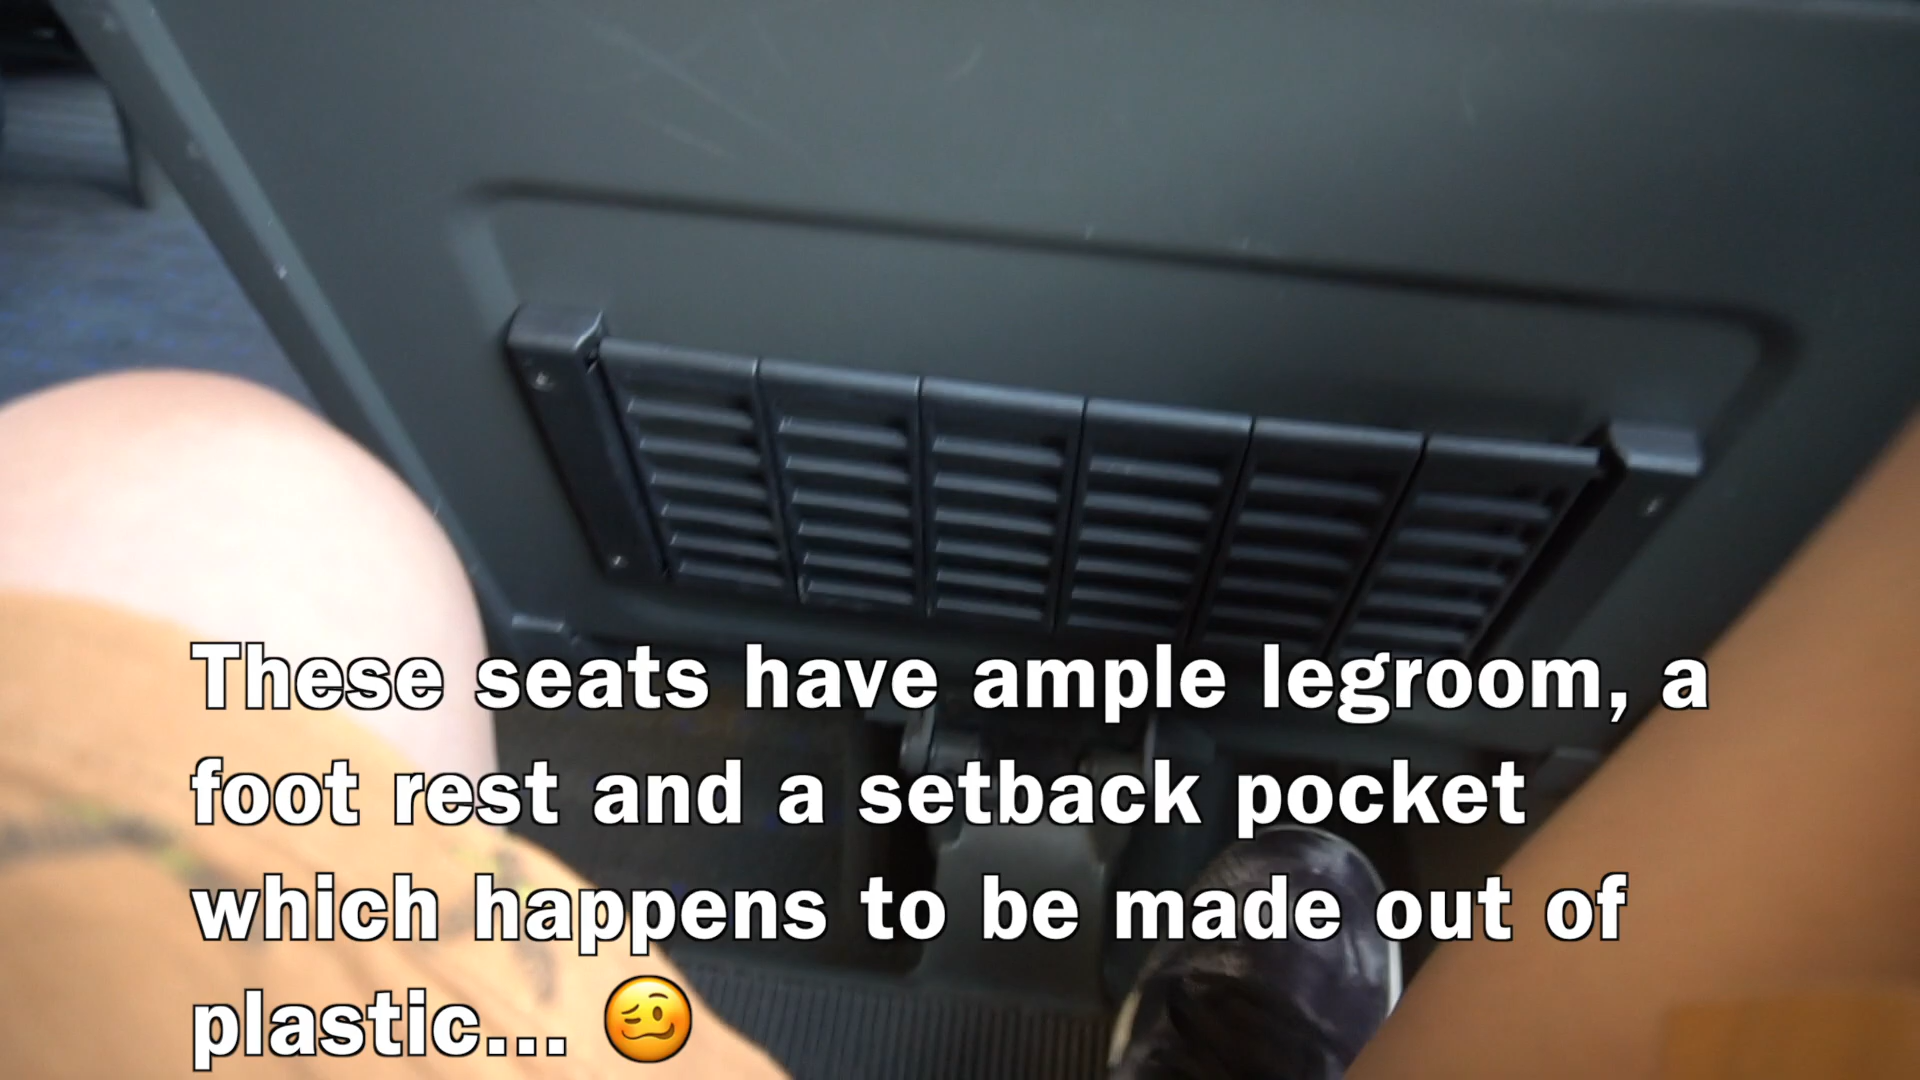 These seats have ample legroom, a
foot rest and a setback pocket
which happens to be made out of
plastic... 🥴